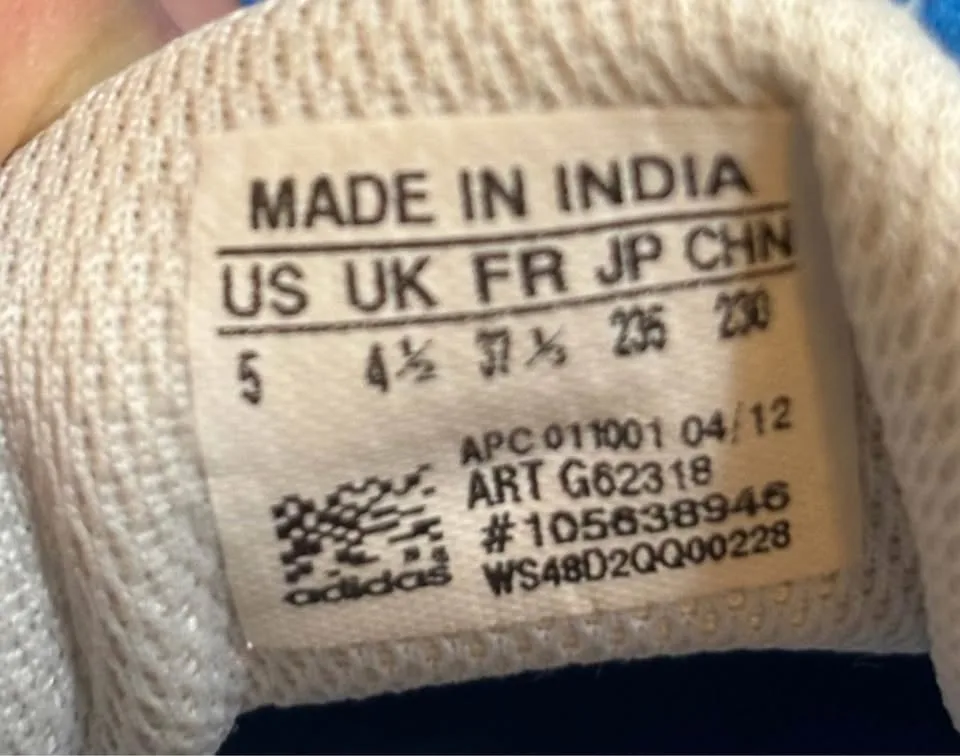 MADE IN INDIA
US UK FR JP CHN
5 4½ 37⅓ 235 230
APC 011001 04/12
ART G62318
#105638946
WS48D2QQ00228
adidas